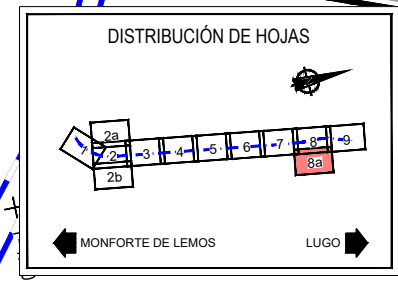 DISTRIBUCIÓN DE HOJAS
2a
1 2 3 4 5 6 7 8 9
2b 8a
MONFORTE DE LEMOS LUGO